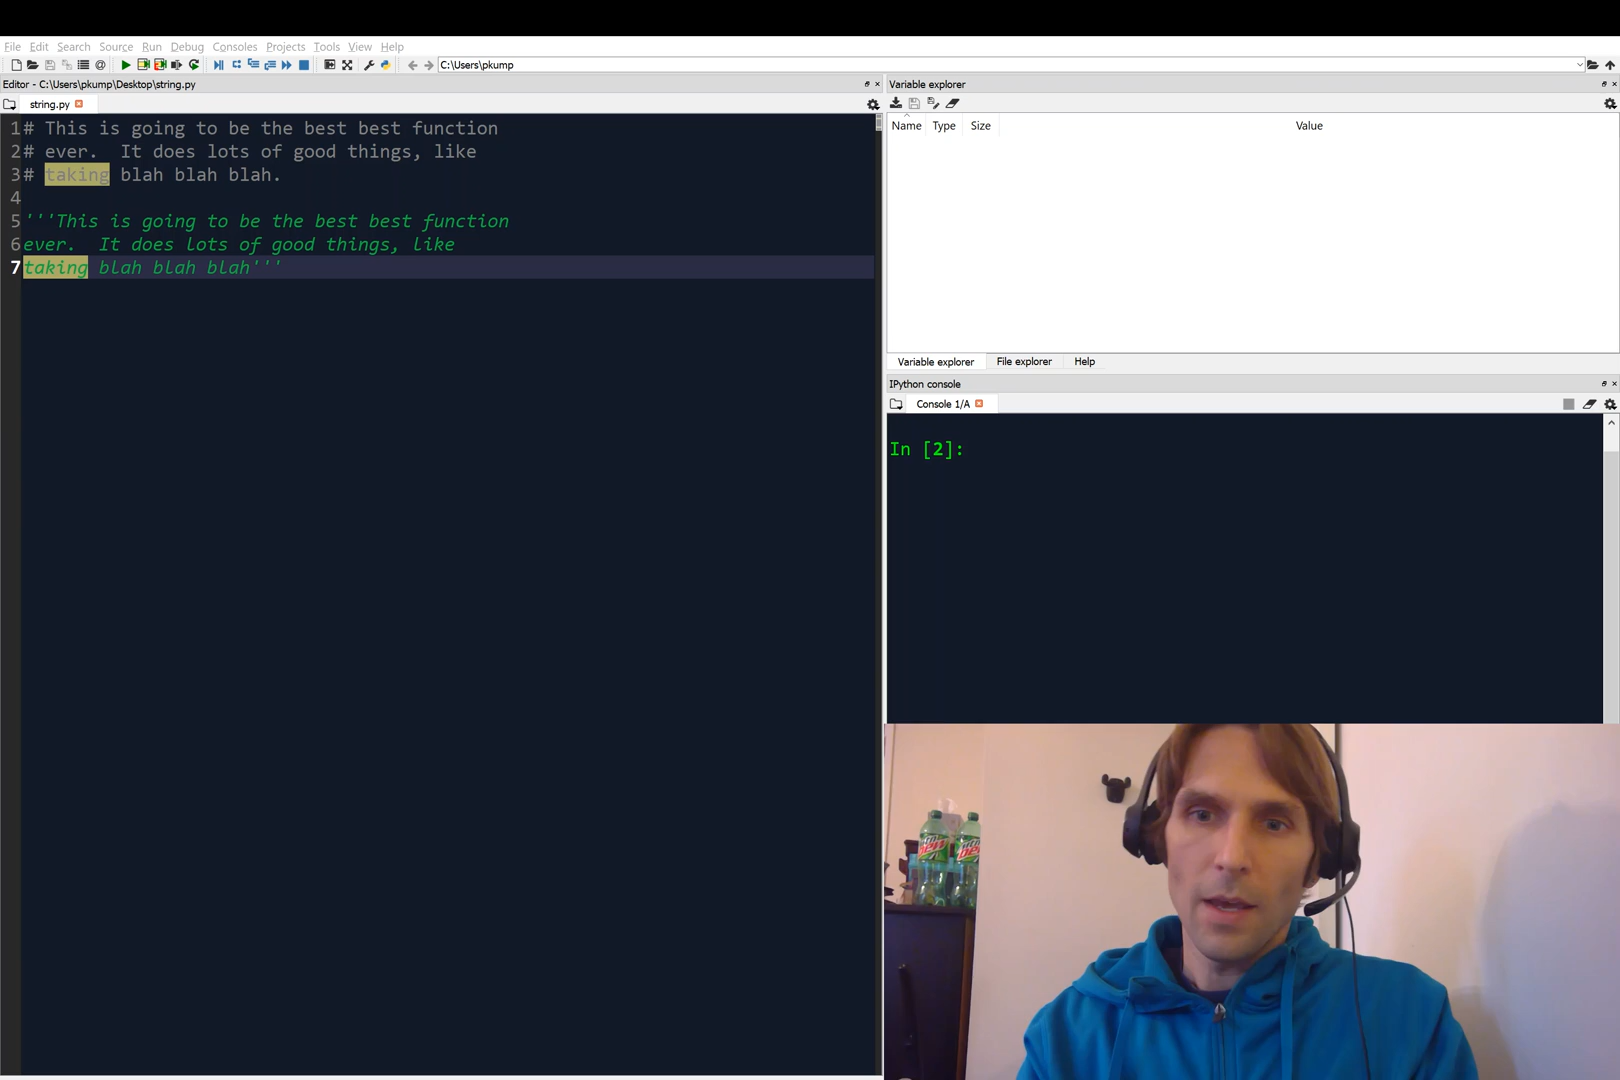 File Edit Search Source Run Debug Consoles Projects Tools View Help
C:\Users\pkump
Editor - C:\Users\pkump\Desktop\string.py
string.py
1# This is going to be the best best function
2# ever.  It does lots of good things, like
3# taking blah blah blah.
4
5'''This is going to be the best best function
6ever.  It does lots of good things, like
7taking blah blah blah'''
Variable explorer
Name Type Size Value
Variable explorer File explorer Help
IPython console
Console 1/A
In [2]: